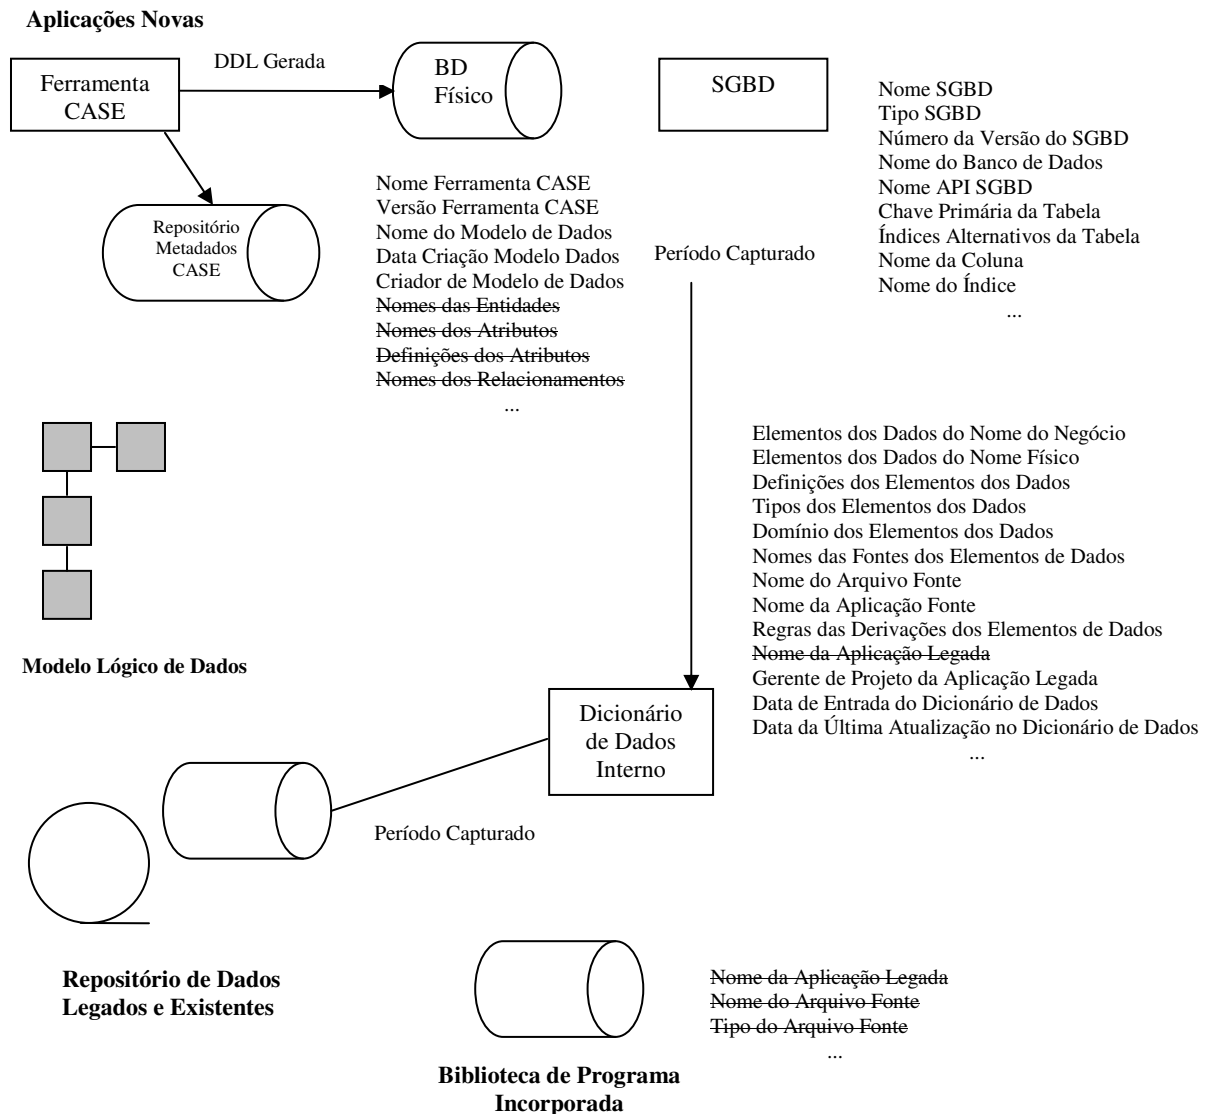 Aplicações Novas
Ferramenta
CASE
DDL Gerada
BD
Físico
SGBD
Nome SGBD
Tipo SGBD
Número da Versão do SGBD
Nome do Banco de Dados
Nome API SGBD
Chave Primária da Tabela
Índices Alternativos da Tabela
Nome da Coluna
Nome do Índice
...
Repositório
Metadados
CASE
Nome Ferramenta CASE
Versão Ferramenta CASE
Nome do Modelo de Dados
Data Criação Modelo Dados
Criador de Modelo de Dados
Nomes das Entidades
Nomes dos Atributos
Definições dos Atributos
Nomes dos Relacionamentos
...
Período Capturado
Elementos dos Dados do Nome do Negócio
Elementos dos Dados do Nome Físico
Definições dos Elementos dos Dados
Tipos dos Elementos dos Dados
Domínio dos Elementos dos Dados
Nomes das Fontes dos Elementos de Dados
Nome do Arquivo Fonte
Nome da Aplicação Fonte
Regras das Derivações dos Elementos de Dados
Nome da Aplicação Legada
Gerente de Projeto da Aplicação Legada
Data de Entrada do Dicionário de Dados
Data da Última Atualização no Dicionário de Dados
...
Modelo Lógico de Dados
Dicionário
de Dados
Interno
Período Capturado
Repositório de Dados
Legados e Existentes
Nome da Aplicação Legada
Nome do Arquivo Fonte
Tipo do Arquivo Fonte
...
Biblioteca de Programa
Incorporada